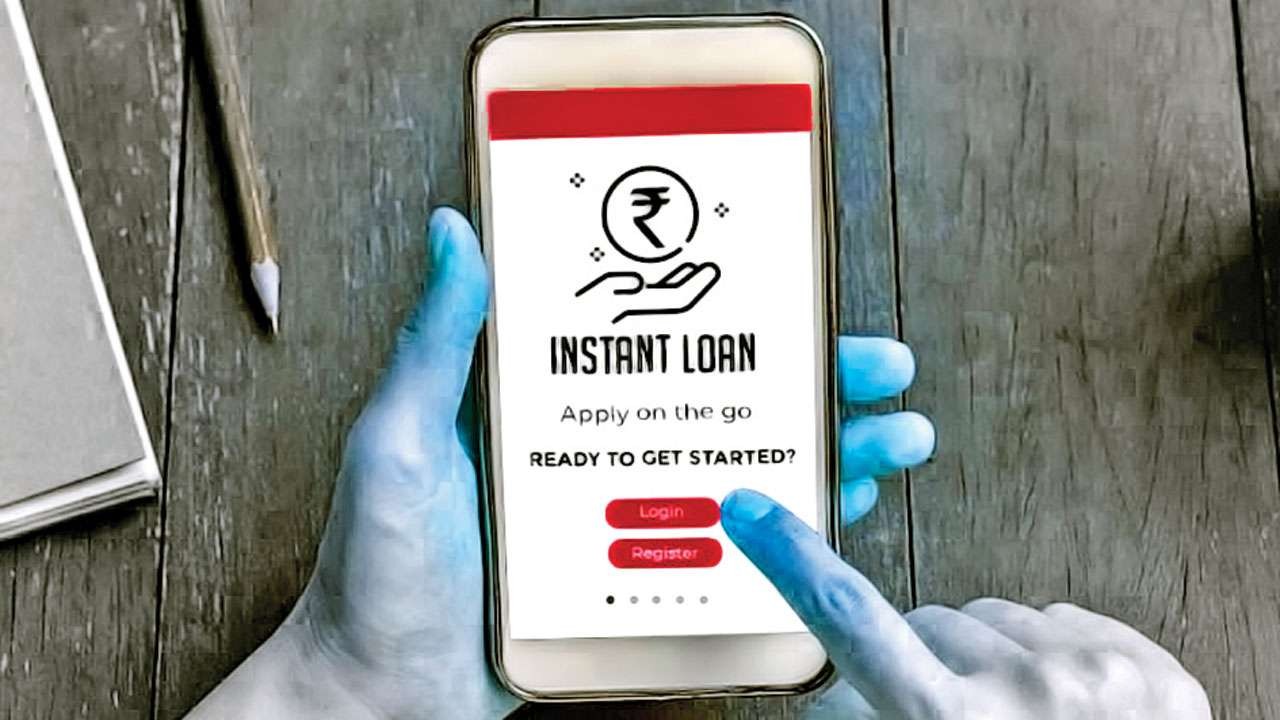 ₹
INSTANT LOAN
Apply on the go
READY TO GET STARTED?
Login
Register